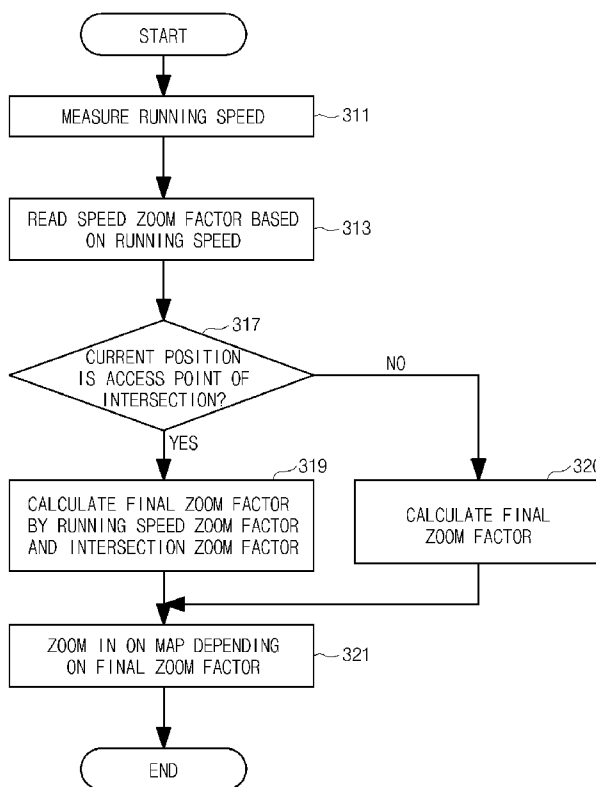 START
MEASURE RUNNING SPEED
311
READ SPEED ZOOM FACTOR BASED
ON RUNNING SPEED
313
317
CURRENT POSITION
IS ACCESS POINT OF
INTERSECTION?
NO
YES
319
CALCULATE FINAL ZOOM FACTOR
BY RUNNING SPEED ZOOM FACTOR
AND INTERSECTION ZOOM FACTOR
320
CALCULATE FINAL
ZOOM FACTOR
ZOOM IN ON MAP DEPENDING
ON FINAL ZOOM FACTOR
321
END